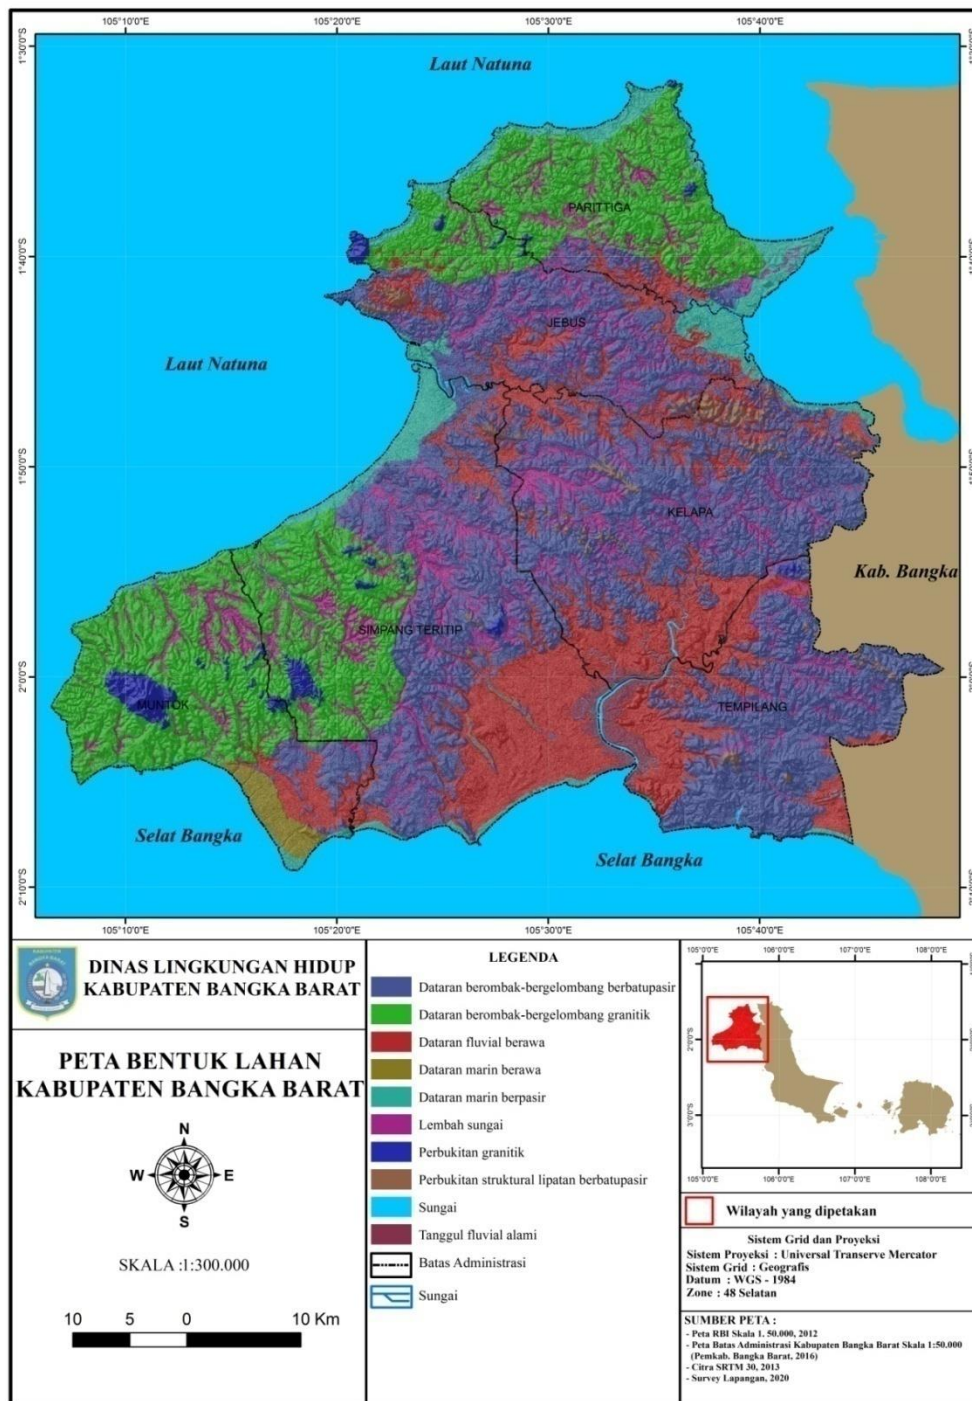 105°10'0"E 105°20'0"E 105°30'0"E 105°40'0"E
1°30'0"S
Laut Natuna
PARITTIGA
1°40'0"S
JEBUS
Laut Natuna
1°50'0"S
KELAPA
Kab. Bangka
SIMPANG TERITIP
2°0'0"S
MUNTOK
TEMPILANG
Selat Bangka
Selat Bangka
2°10'0"S
105°10'0"E 105°20'0"E 105°30'0"E 105°40'0"E
DINAS LINGKUNGAN HIDUP
KABUPATEN BANGKA BARAT
PETA BENTUK LAHAN
KABUPATEN BANGKA BARAT
N
W E
S
SKALA :1:300.000
10 5 0 10 Km
LEGENDA
Dataran berombak-bergelombang berbatupasir
Dataran berombak-bergelombang granitik
Dataran fluvial berawa
Dataran marin berawa
Dataran marin berpasir
Lembah sungai
Perbukitan granitik
Perbukitan struktural lipatan berbatupasir
Sungai
Tanggul fluvial alami
Batas Administrasi
Sungai
105°0'0"E 106°0'0"E 107°0'0"E 108°0'0"E
2°0'0"S
3°0'0"S
105°0'0"E 106°0'0"E 107°0'0"E 108°0'0"E
Wilayah yang dipetakan
Sistem Grid dan Proyeksi
Sistem Proyeksi : Universal Transerve Mercator
Sistem Grid : Geografis
Datum : WGS - 1984
Zone : 48 Selatan
SUMBER PETA :
- Peta RBI Skala 1. 50.000, 2012
- Peta Batas Administrasi Kabupaten Bangka Barat Skala 1:50.000
(Pemkab. Bangka Barat, 2016)
- Citra SRTM 30, 2013
- Survey Lapangan, 2020